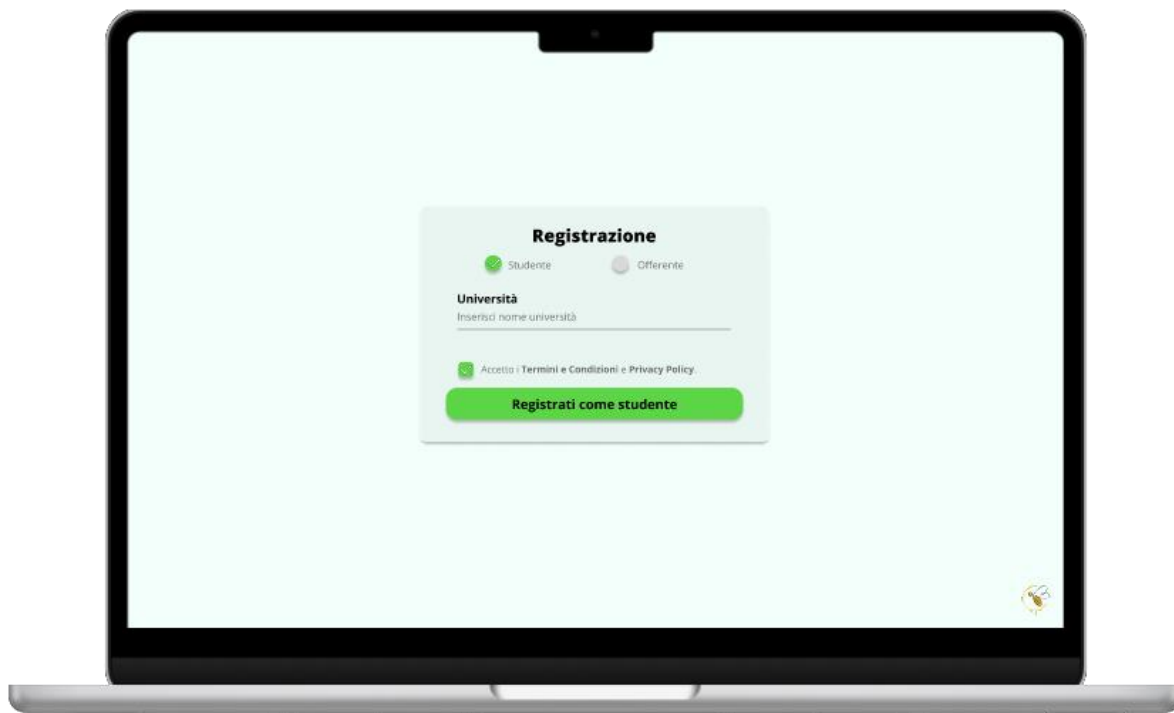 Registrazione
Studente Offerente
Università
Inserisci nome università
Accetto i Termini e Condizioni e Privacy Policy.
Registrati come studente